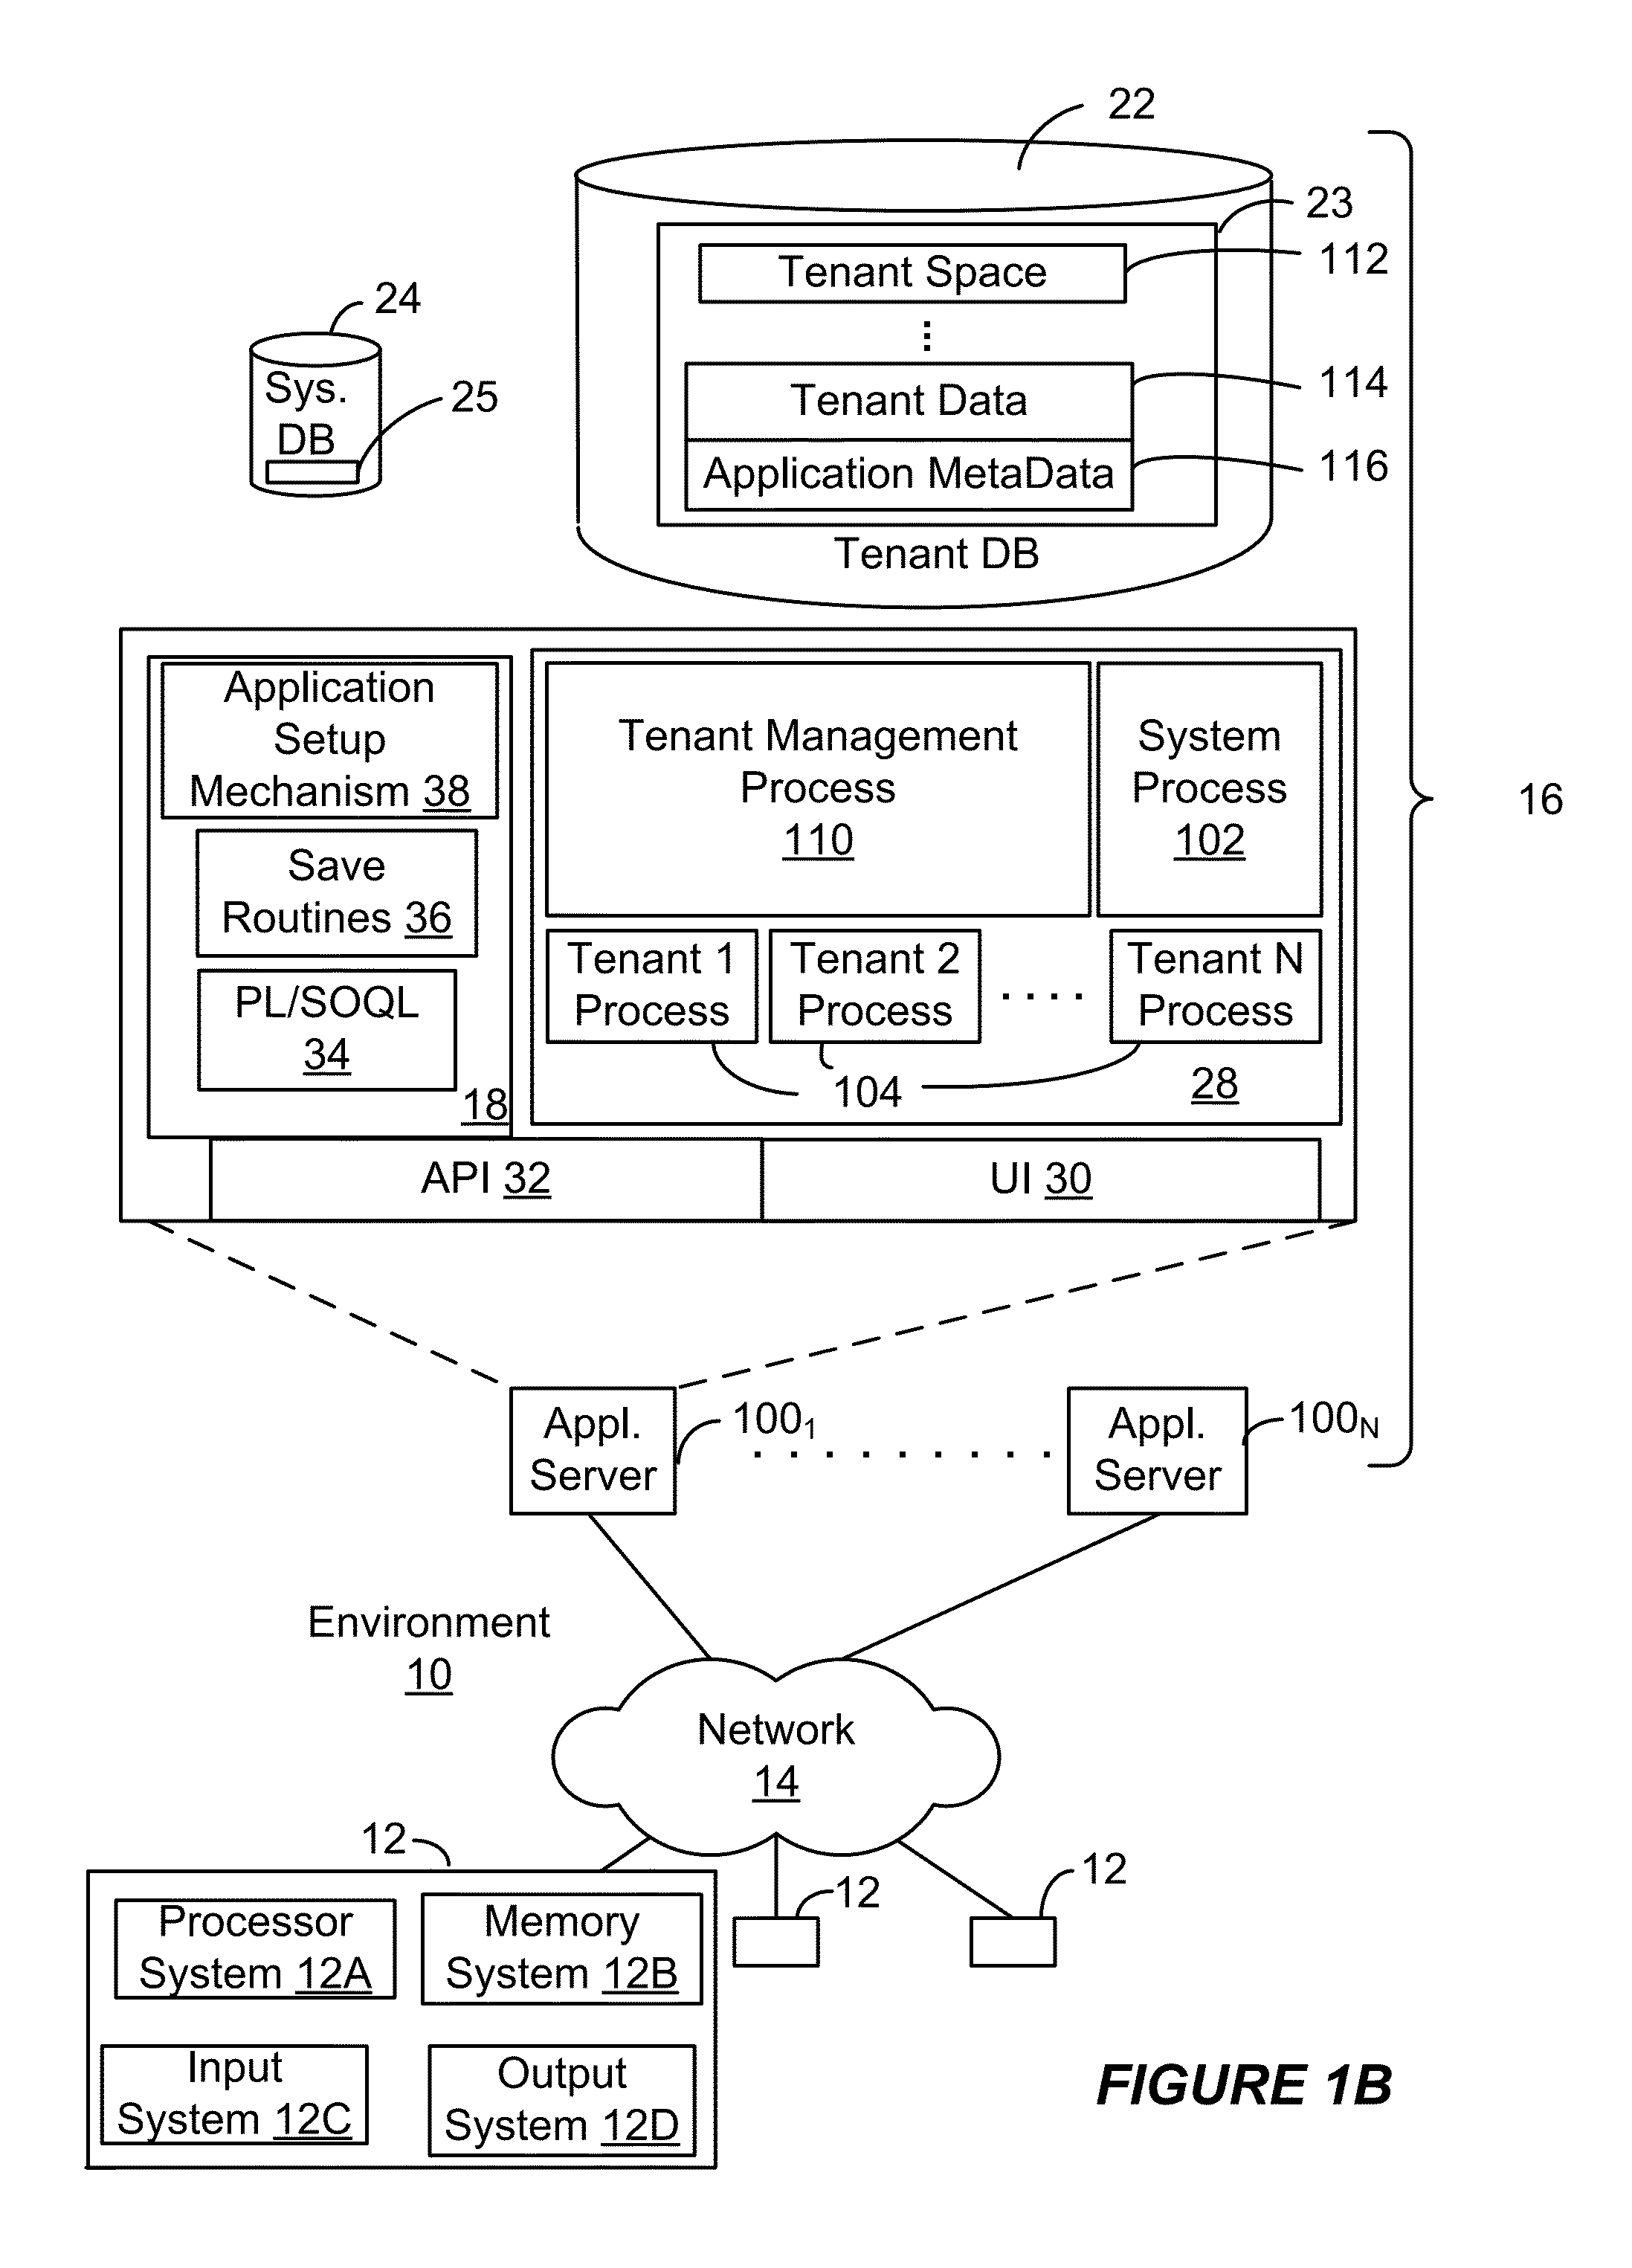 22
23
Tenant Space
112
24
Sys.
DB
25
Tenant Data
114
Application MetaData
116
Tenant DB
Application
Setup
Mechanism 38
Save
Routines 36
PL/SOQL
34
18
Tenant Management
Process
110
System
Process
102
16
Tenant 1
Process
Tenant 2
Process
. . . .
Tenant N
Process
104
28
API 32
UI 30
Appl.
Server
100₁
. . . . . . . . . .
Appl.
Server
100N
Environment
10
Network
14
12
12
12
Processor
System 12A
Memory
System 12B
Input
System 12C
Output
System 12D
FIGURE 1B